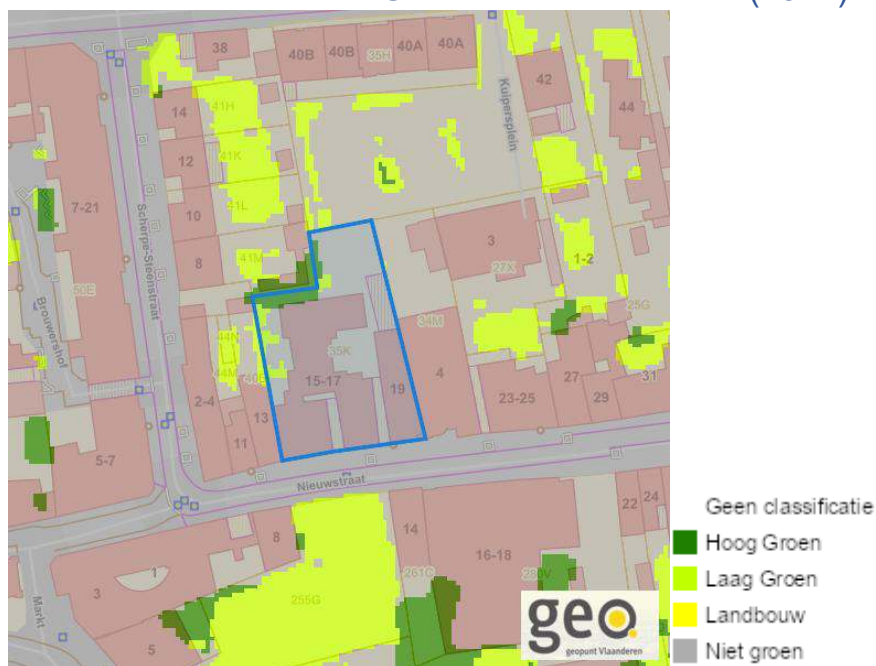 38
40B
40B
35H
40A
40A
42
44
14
41H
Kuipersplein
12
41K
7-21
10
41L
Scherpe-Steenstraat
3
8
41M
27X
1-2
50E
25G
Brouwershof
34M
44N
35K
44M
2-4
15-17
19
4
31
13
23-25
27
29
11
5-7
Nieuwstraat
14
22
24
8
16-18
1
3
255G
Markt
5
geo
geopunt Vlaanderen
Geen classificatie
Hoog Groen
Laag Groen
Landbouw
Niet groen